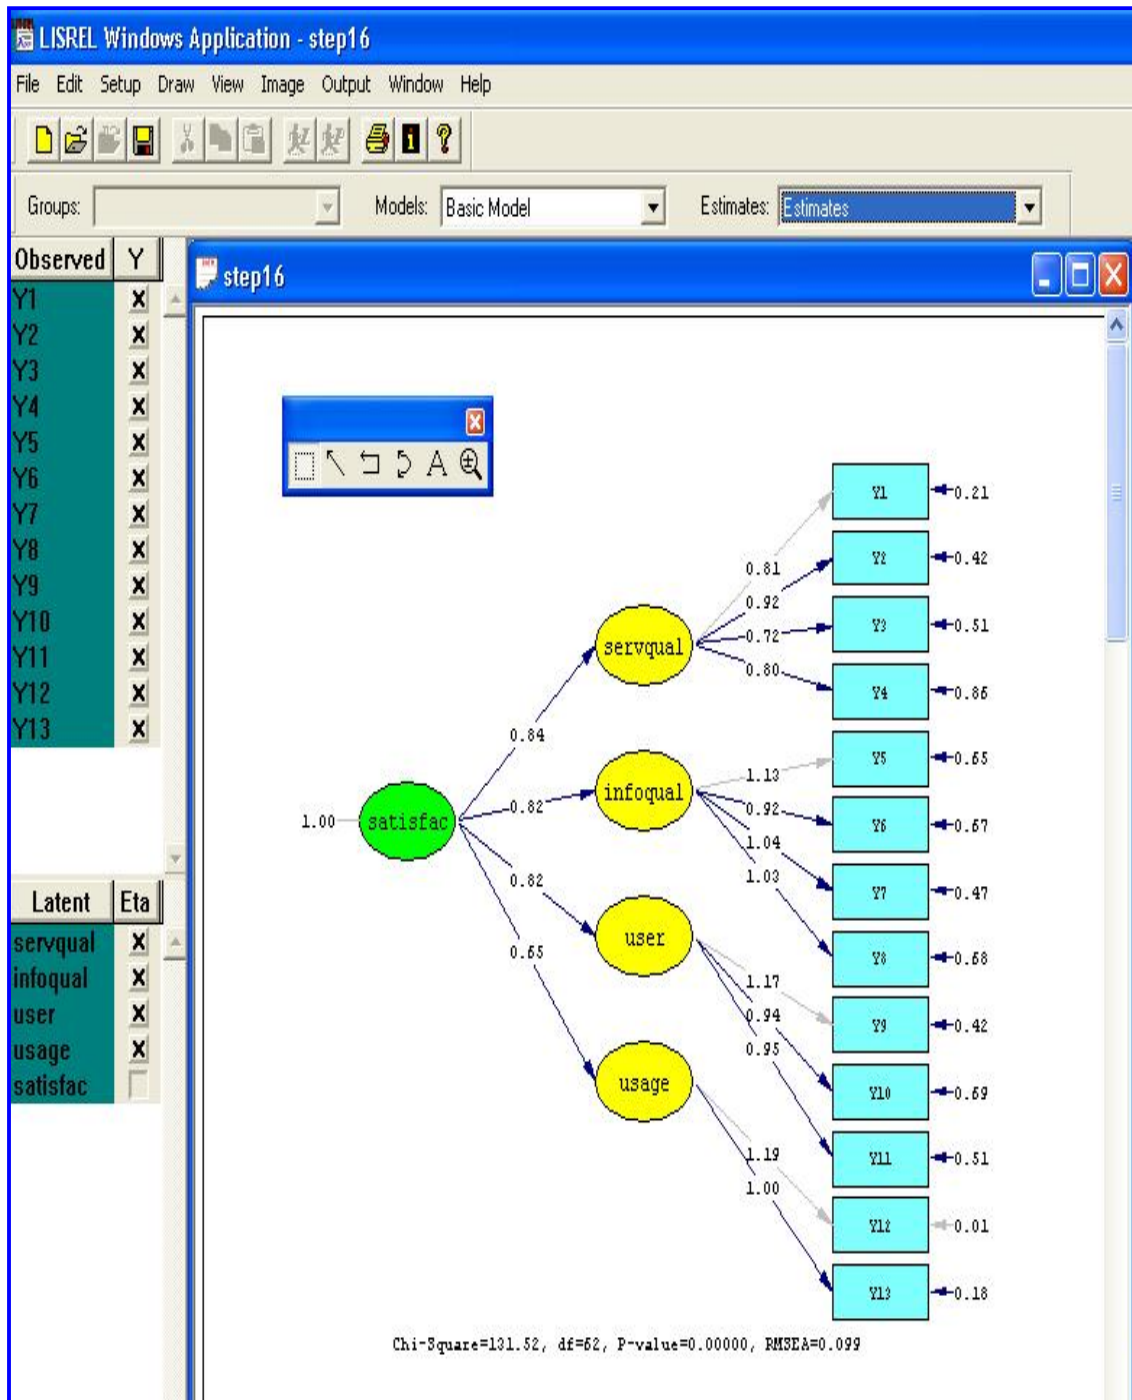 LISREL Windows Application - step16
File Edit Setup Draw View Image Output Window Help
Groups: Models: Basic Model Estimates: Estimates
Observed Y
step16
Y1 X
Y2 X
Y3 X
Y4 X
Y5 X
Y6 X
Y7 X
Y8 X
Y9 X
Y10 X
Y11 X
Y12 X
Y13 X
Latent Eta
servqual X
infoqual X
user X
usage X
satisfac
A
1.00
satisfac
0.84
0.82
0.82
0.65
servqual
infoqual
user
usage
0.81
0.92
0.72
0.80
1.13
0.92
1.04
1.03
1.17
0.94
0.95
1.19
1.00
Y1 0.21
Y2 0.42
Y3 0.51
Y4 0.86
Y5 0.65
Y6 0.67
Y7 0.47
Y8 0.68
Y9 0.42
Y10 0.69
Y11 0.51
Y12 0.01
Y13 0.18
Chi-Square=131.52, df=62, P-value=0.00000, RMSEA=0.099